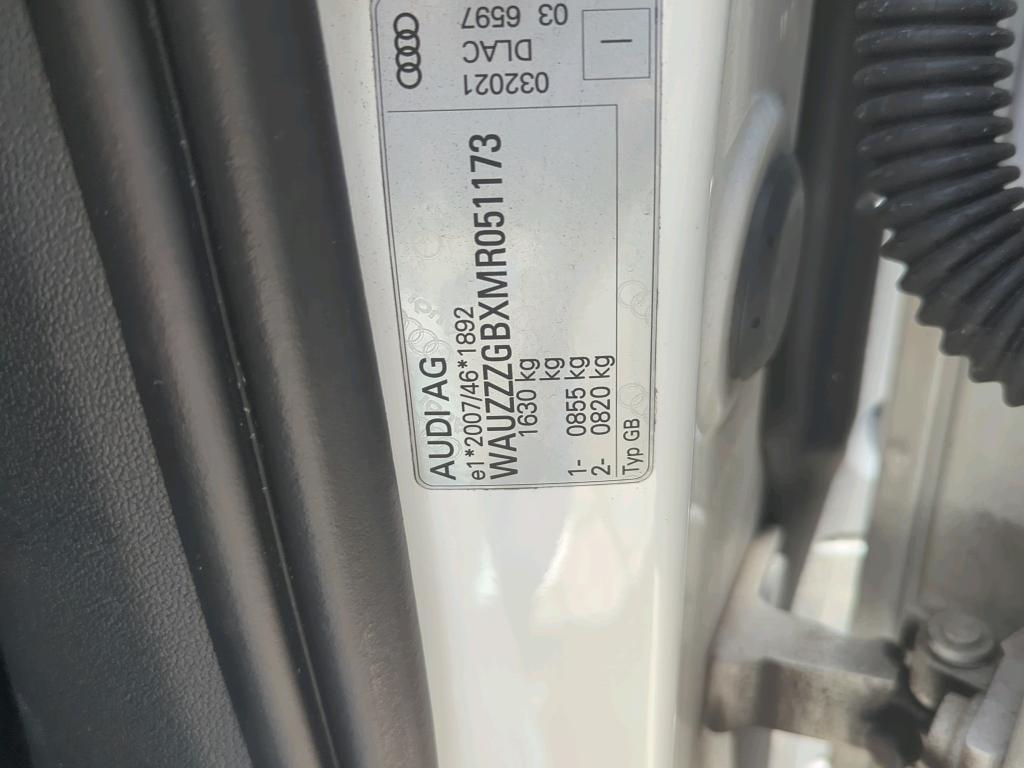 AUDI AG
e1*2007/46*1892
WAUZZZGBXMR051173
1630 kg
kg
1- 0855 kg
2- 0820 kg
Typ GB
032021
DLAC
03 6597